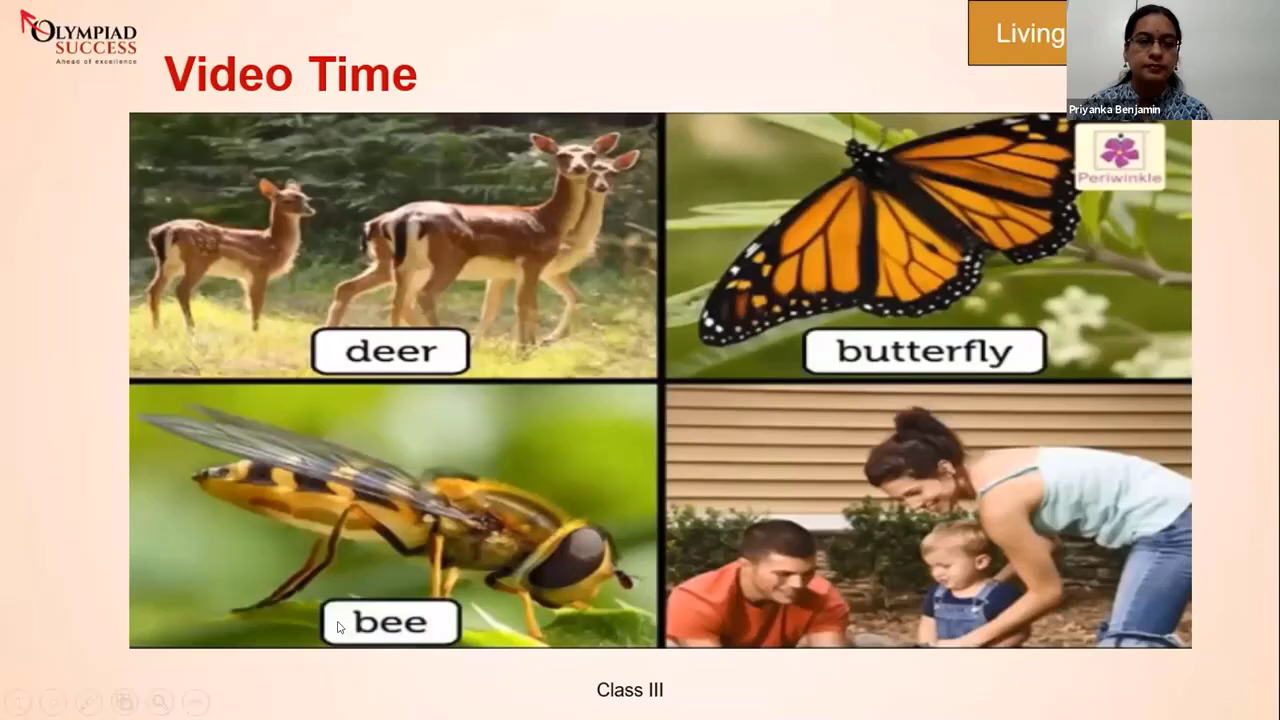 OLYMPIAD
SUCCESS
Ahead of excellence
Video Time
Living
Priyanka Benjamin
Periwinkle
deer
butterfly
bee
Class III